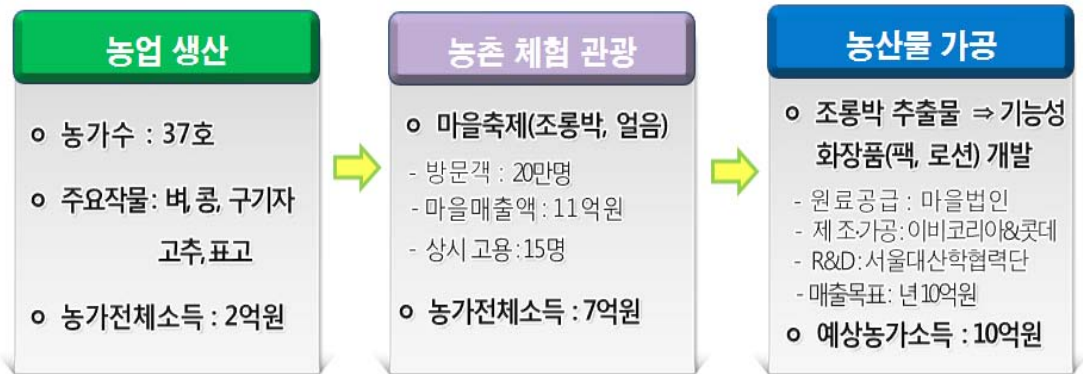 농업 생산
o 농가수 : 37호
o 주요작물: 벼, 콩, 구기자
고추, 표고
o 농가전체소득 : 2억원
농촌 체험 관광
o 마을축제(조롱박, 얼음)
- 방문객 : 20만명
- 마을매출액 : 11억원
- 상시 고용 : 15명
o 농가전체소득 : 7억원
농산물 가공
o 조롱박 추출물 ⇒ 기능성
화장품(팩, 로션) 개발
- 원료공급 : 마을법인
- 제조·가공: 이비코리아&콧데
- R&D: 서울대산학협력단
- 매출목표: 년10억원
o 예상농가소득 : 10억원